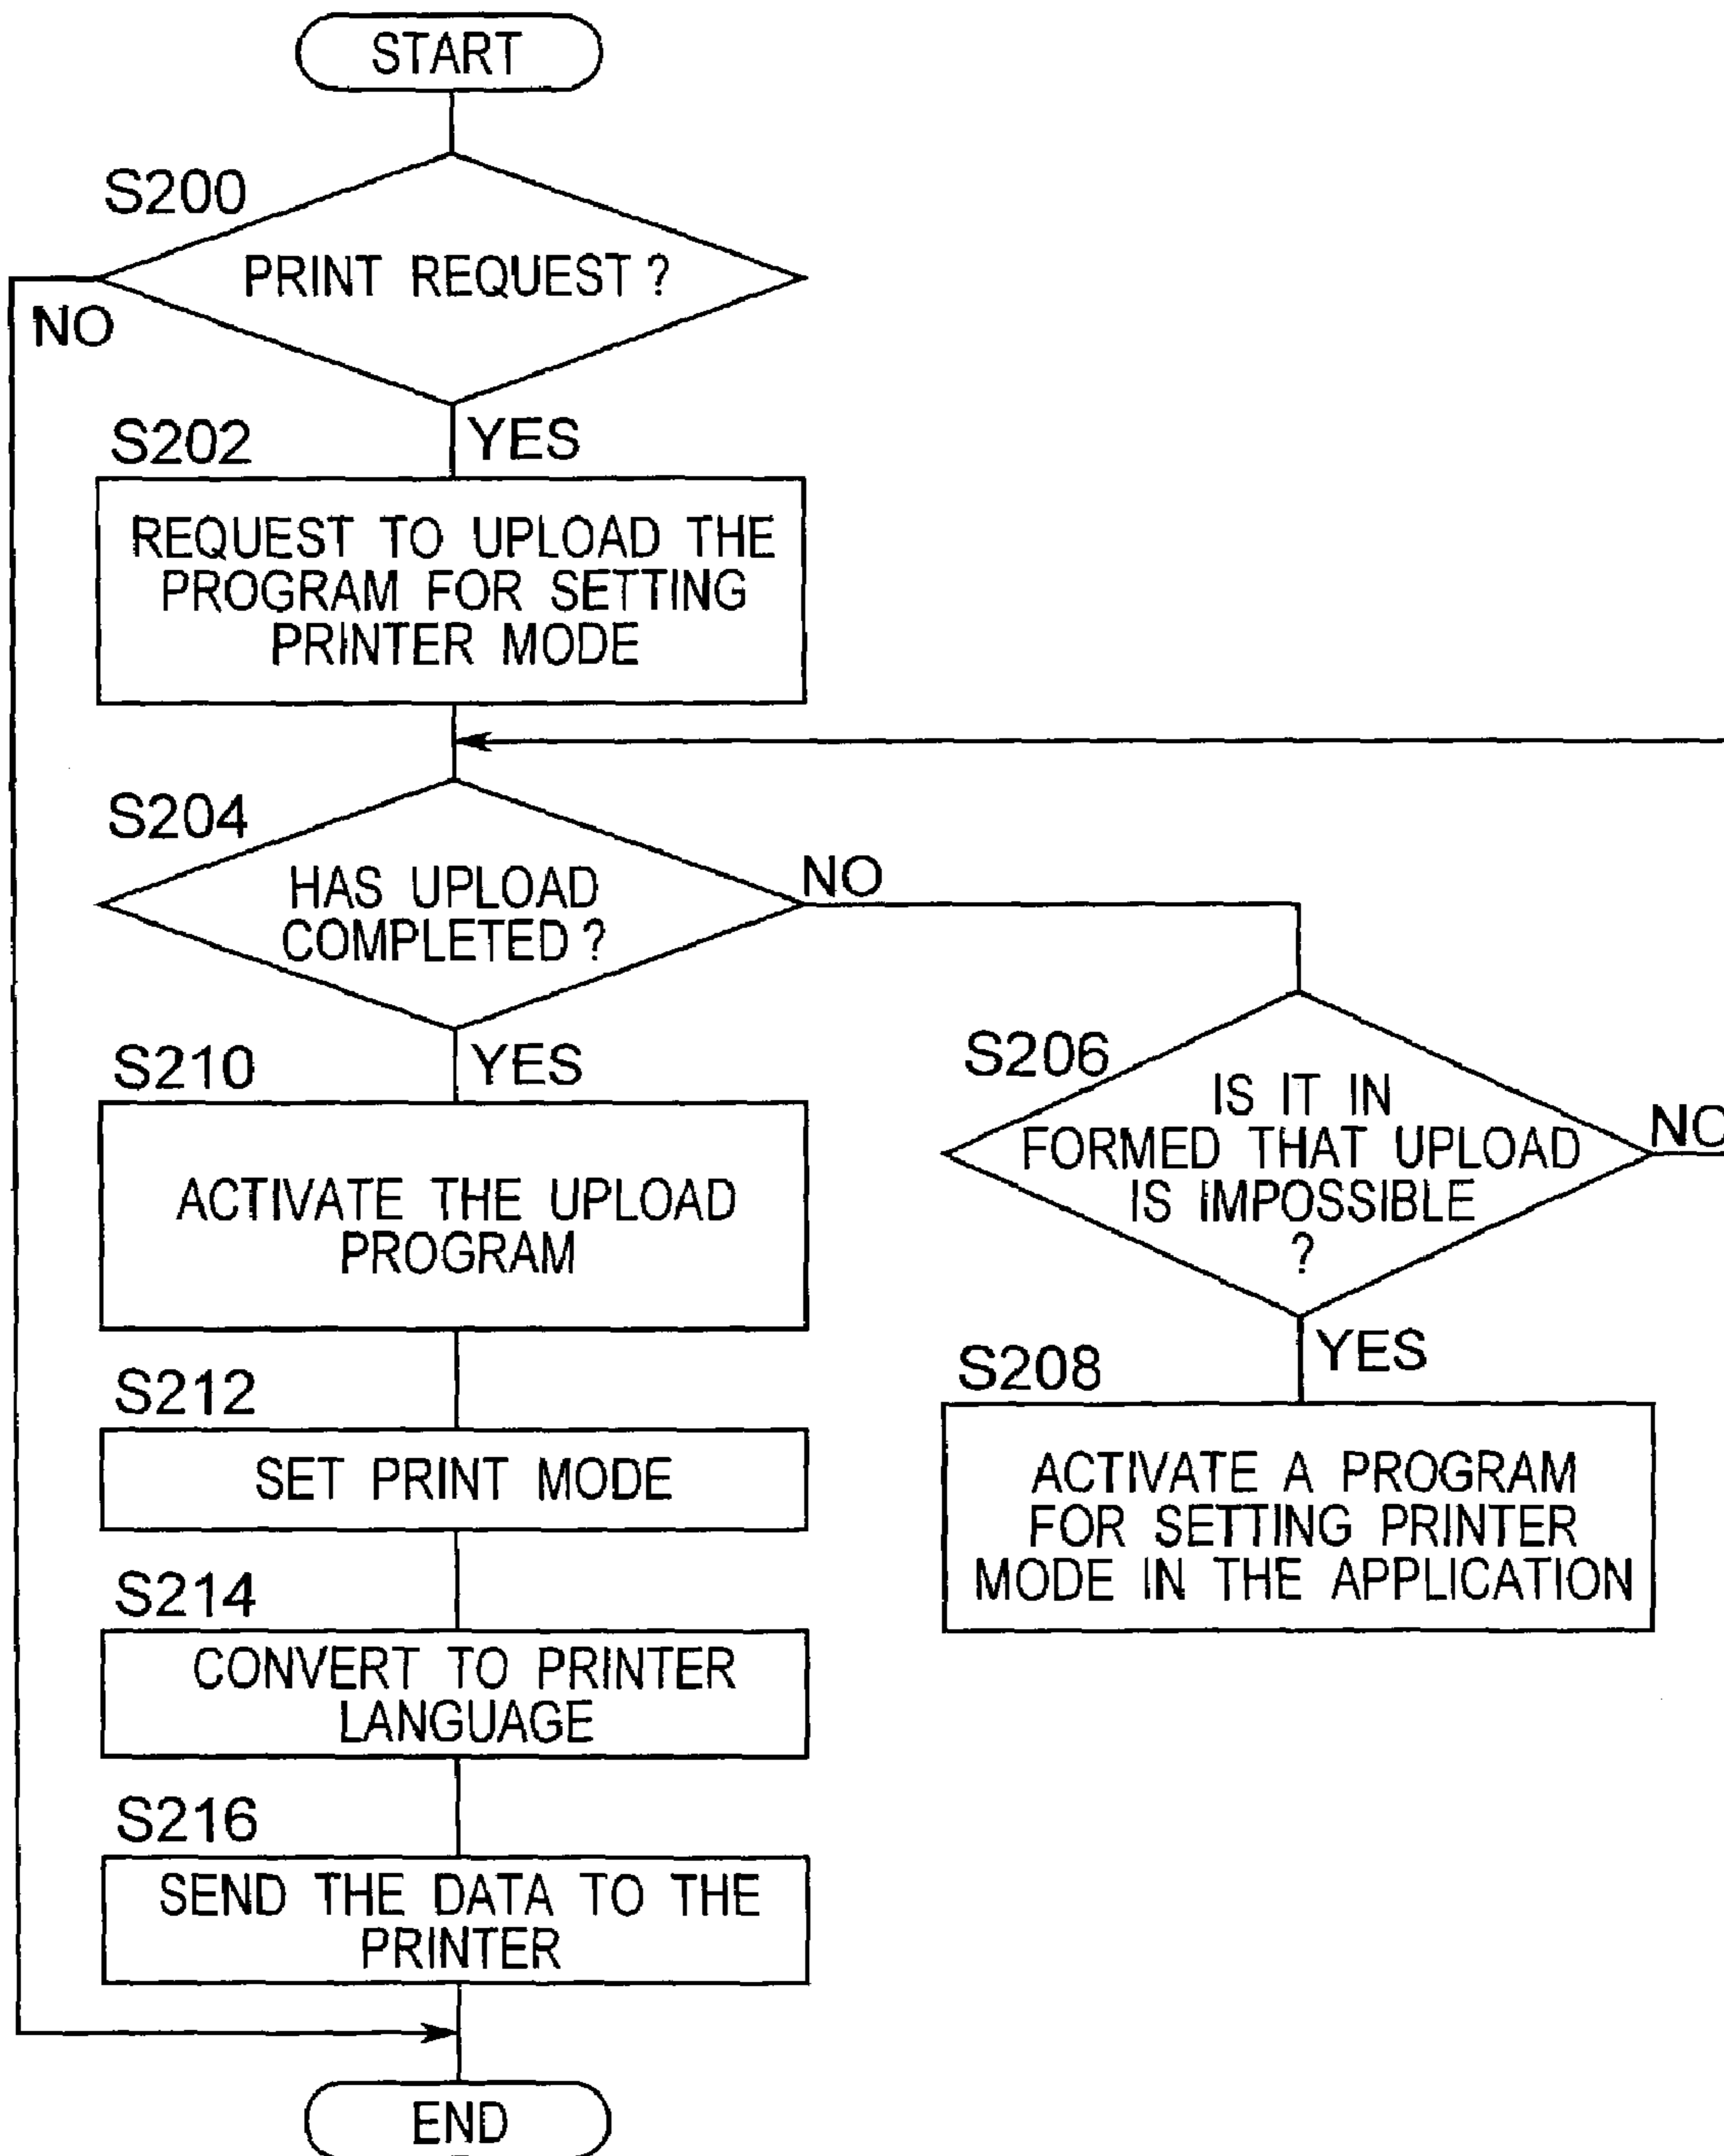 START
S200
PRINT REQUEST ?
NO
YES
S202
REQUEST TO UPLOAD THE
PROGRAM FOR SETTING
PRINTER MODE
S204
HAS UPLOAD
COMPLETED ?
NO
YES
S206
IS IT IN
FORMED THAT UPLOAD
IS IMPOSSIBLE
?
NO
YES
S208
ACTIVATE A PROGRAM
FOR SETTING PRINTER
MODE IN THE APPLICATION
S210
ACTIVATE THE UPLOAD
PROGRAM
S212
SET PRINT MODE
S214
CONVERT TO PRINTER
LANGUAGE
S216
SEND THE DATA TO THE
PRINTER
END